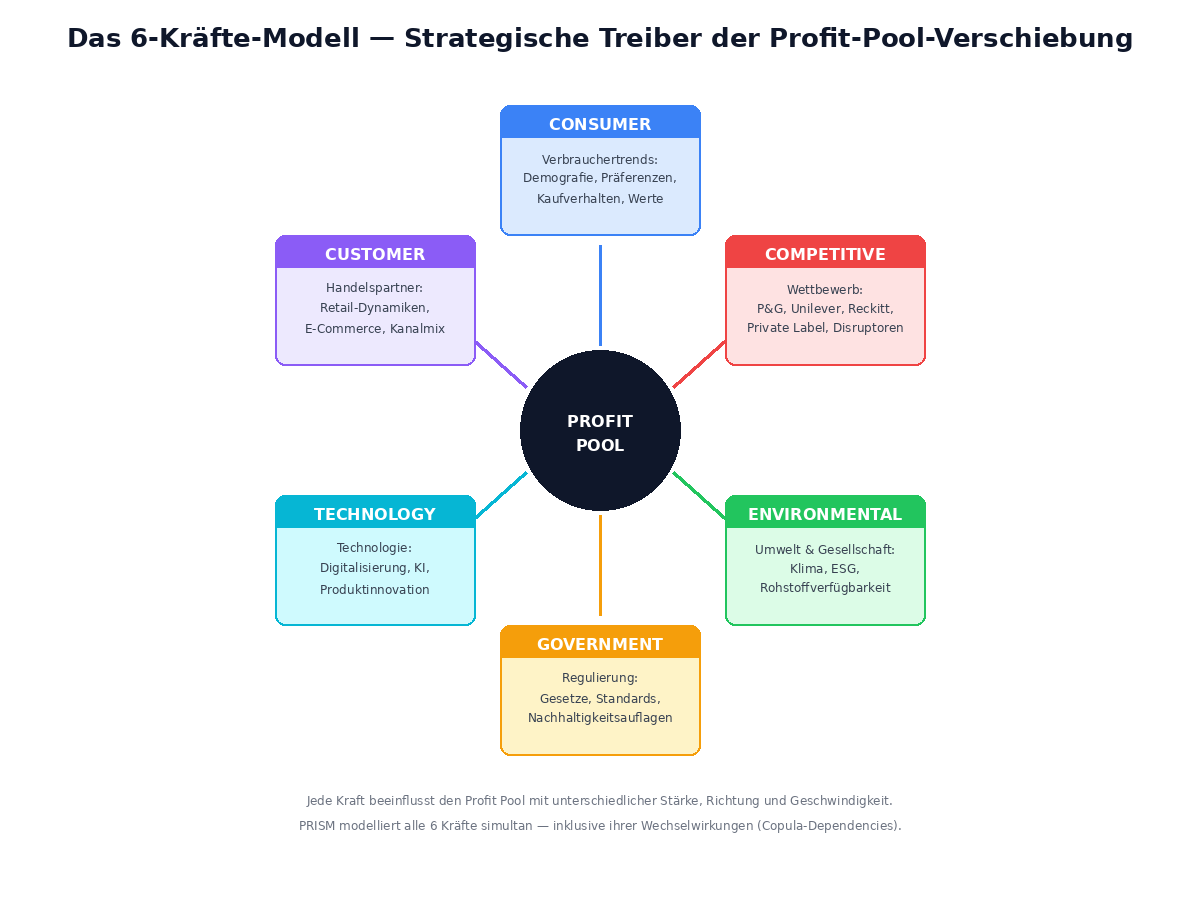 Das 6-Kräfte-Modell — Strategische Treiber der Profit-Pool-Verschiebung
CONSUMER
Verbrauchertrends:
Demografie, Präferenzen,
Kaufverhalten, Werte
CUSTOMER
Handelspartner:
Retail-Dynamiken,
E-Commerce, Kanalmix
COMPETITIVE
Wettbewerb:
P&G, Unilever, Reckitt,
Private Label, Disruptoren
PROFIT
POOL
TECHNOLOGY
Technologie:
Digitalisierung, KI,
Produktinnovation
ENVIRONMENTAL
Umwelt & Gesellschaft:
Klima, ESG,
Rohstoffverfügbarkeit
GOVERNMENT
Regulierung:
Gesetze, Standards,
Nachhaltigkeitsauflagen
Jede Kraft beeinflusst den Profit Pool mit unterschiedlicher Stärke, Richtung und Geschwindigkeit.
PRISM modelliert alle 6 Kräfte simultan — inklusive ihrer Wechselwirkungen (Copula-Dependencies).